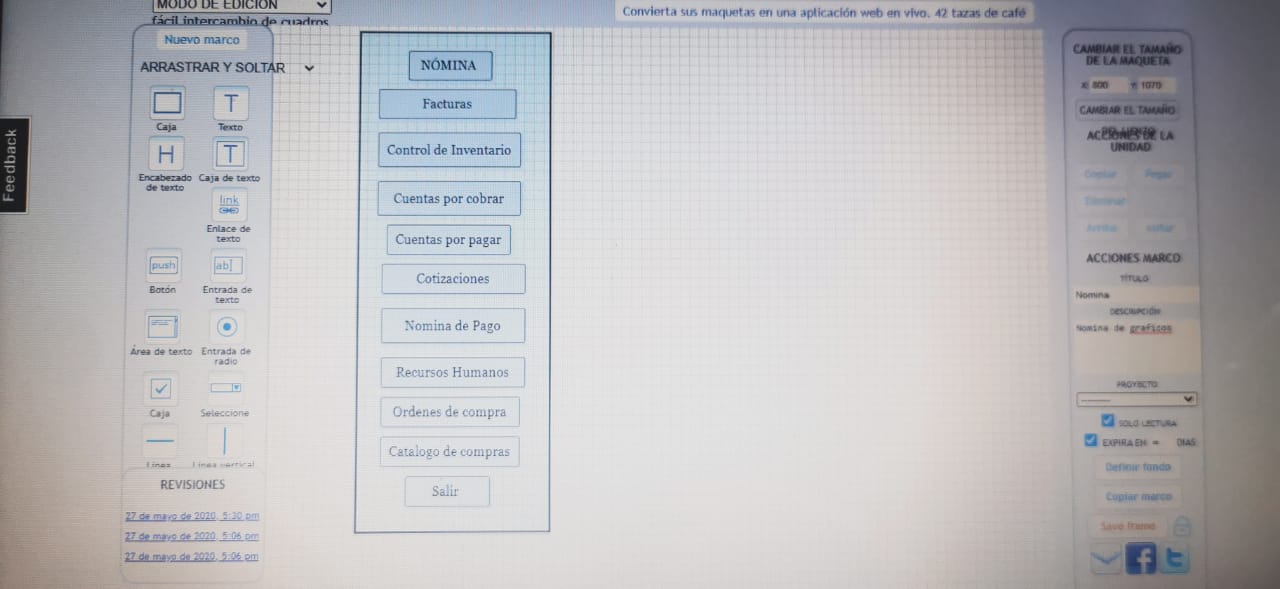 MODO DE EDICIÓN
fácil intercambio de cuadros
Convierta sus maquetas en una aplicación web en vivo. 42 tazas de café
Feedback
Nuevo marco
ARRASTRAR Y SOLTAR
Caja
T
Texto
H
Encabezado
de texto
T
Caja de texto
link
Enlace de
texto
push
Botón
ab
Entrada de
texto
Área de texto
Entrada de
radio
Caja
Seleccione
Línea
Línea vertical
REVISIONES
27 de mayo de 2020, 5:30 pm
27 de mayo de 2020, 5:06 pm
27 de mayo de 2020, 5:06 pm
NÓMINA
Facturas
Control de Inventario
Cuentas por cobrar
Cuentas por pagar
Cotizaciones
Nomina de Pago
Recursos Humanos
Ordenes de compra
Catalogo de compras
Salir
CAMBIAR EL TAMAÑO
DE LA MAQUETA
X: 800 Y: 1070
CAMBIAR EL TAMAÑO
ACCIONES DE LA
UNIDAD
Copiar Pegar
Eliminar
Arriba
ACCIONES MARCO
TÍTULO
Nomina
DESCRIPCIÓN
Nomina de graficos
PROYECTO
---------
SOLO LECTURA
EXPIRA EN: DIAS
Definir fondo
Copiar marco
Save frame